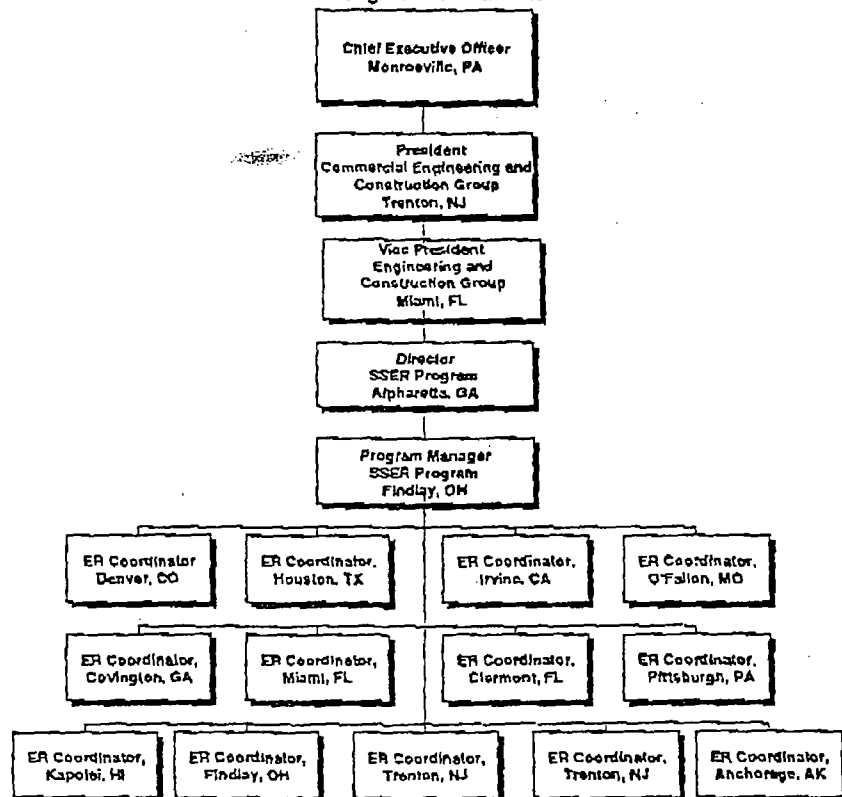 Chief Executive Officer
Monroeville, PA
President
Commercial Engineering and
Construction Group
Trenton, NJ
Vice President
Engineering and
Construction Group
Miami, FL
Director
SSER Program
Alpharetta, GA
Program Manager
SSER Program
Findlay, OH
ER Coordinator
Denver, CO
ER Coordinator,
Houston, TX
ER Coordinator,
Irvine, CA
ER Coordinator,
O'Fallon, MO
ER Coordinator,
Covington, GA
ER Coordinator,
Miami, FL
ER Coordinator,
Clermont, FL
ER Coordinator,
Pittsburgh, PA
ER Coordinator,
Kapolei, HI
ER Coordinator,
Findlay, OH
ER Coordinator,
Trenton, NJ
ER Coordinator,
Trenton, NJ
ER Coordinator,
Anchorage, AK